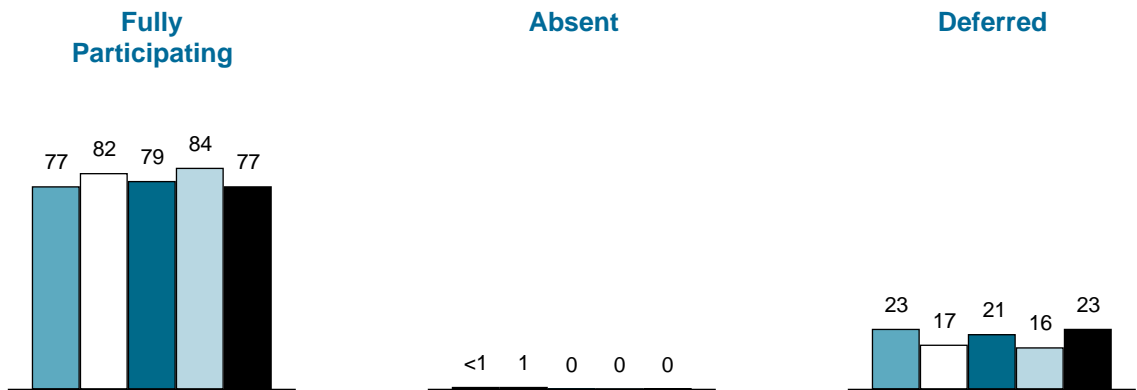 Fully
Participating
Absent
Deferred
77 82 79 84 77
<1 1 0 0 0
23 17 21 16 23